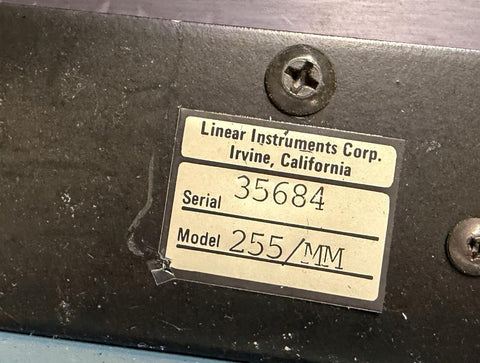 Linear Instruments Corp.
Irvine, California
Serial 35684
Model 255/MM